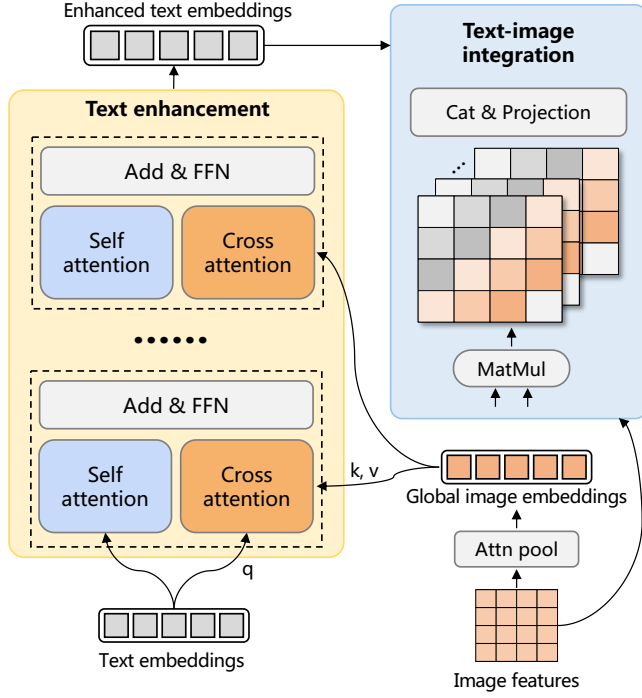 Enhanced text embeddings
Text enhancement
Add & FFN
Self
attention
Cross
attention
••••••
Add & FFN
Self
attention
Cross
attention
k, v
q
Text embeddings
Text-image
integration
Cat & Projection
MatMul
Global image embeddings
Attn pool
Image features